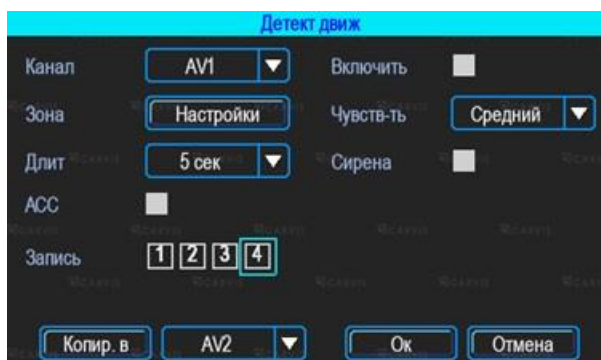 Детект движ
Канал AV1 Включить
Зона Настройки Чувств-ть Средний
Длит 5 сек Сирена
ACC
Запись 1 2 3 4
Копир. в AV2 Ок Отмена